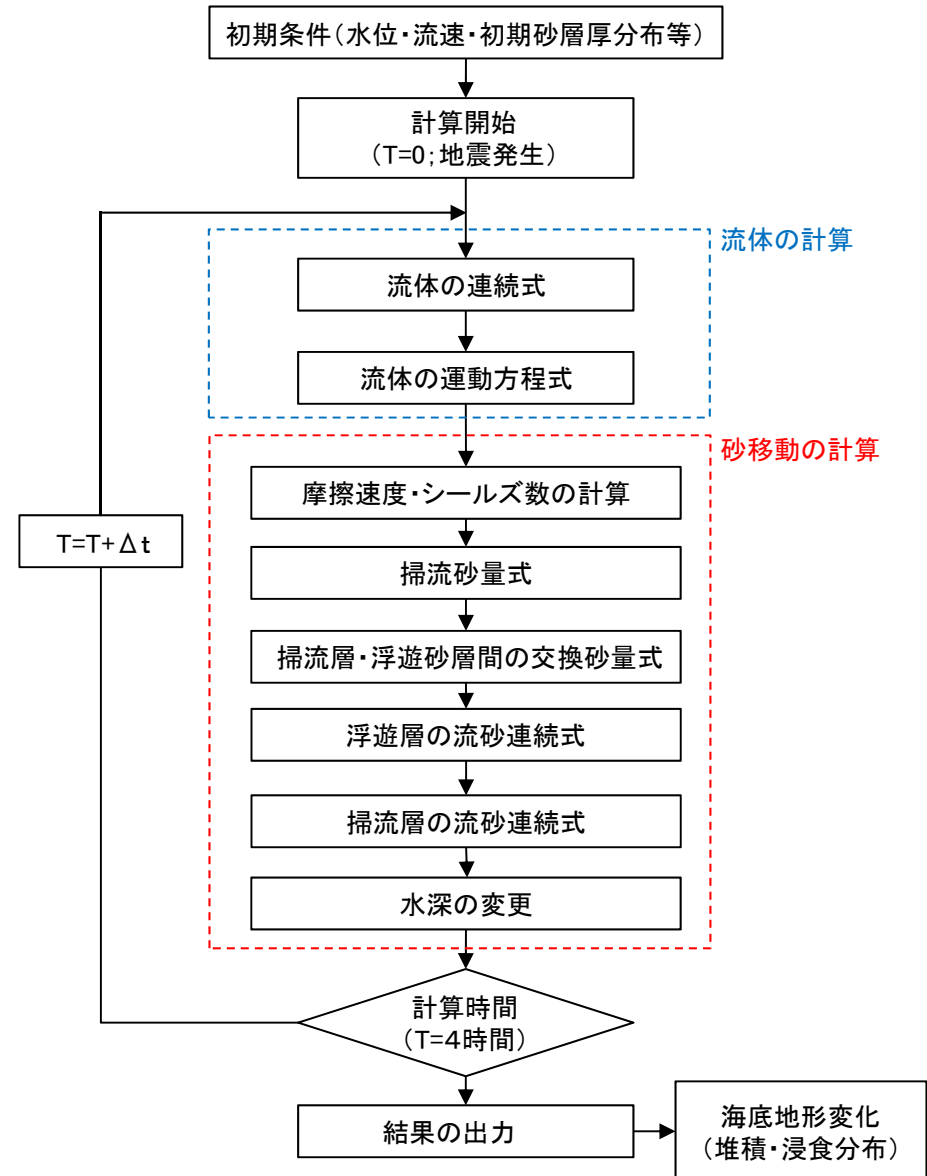 初期条件(水位・流速・初期砂層厚分布等)
計算開始
(T=0;地震発生)
流体の計算
流体の連続式
流体の運動方程式
砂移動の計算
摩擦速度・シールズ数の計算
T=T+Δt
掃流砂量式
掃流層・浮遊砂層間の交換砂量式
浮遊層の流砂連続式
掃流層の流砂連続式
水深の変更
計算時間
(T=4時間)
結果の出力
海底地形変化
(堆積・浸食分布)